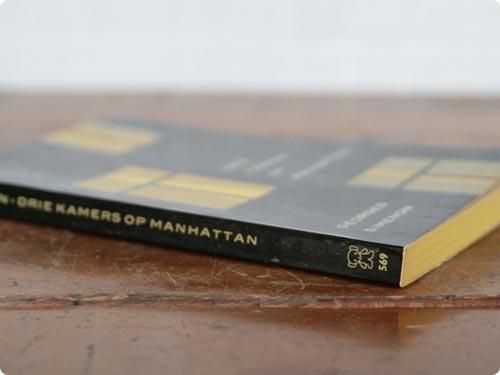 N · DRIE KAMERS OP MANHATTAN
569
GEORGES
SIMENON